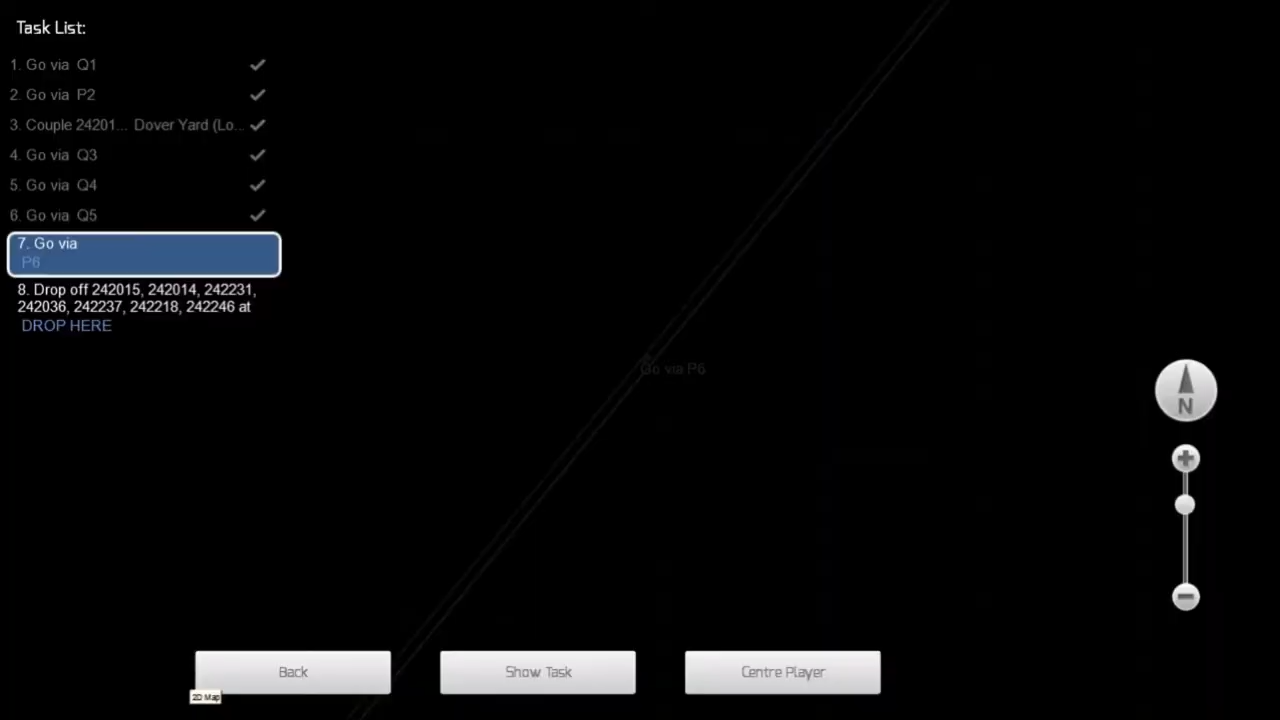 Task List:
1. Go via Q1
2. Go via P2
3. Couple 24201... Dover Yard (Lo...
4. Go via Q3
5. Go via Q4
6. Go via Q5
7. Go via
P6
8. Drop off 242015, 242014, 242231,
242036, 242237, 242218, 242246 at
DROP HERE
Go via P6
N
Back
Show Task
Centre Player
2D Map